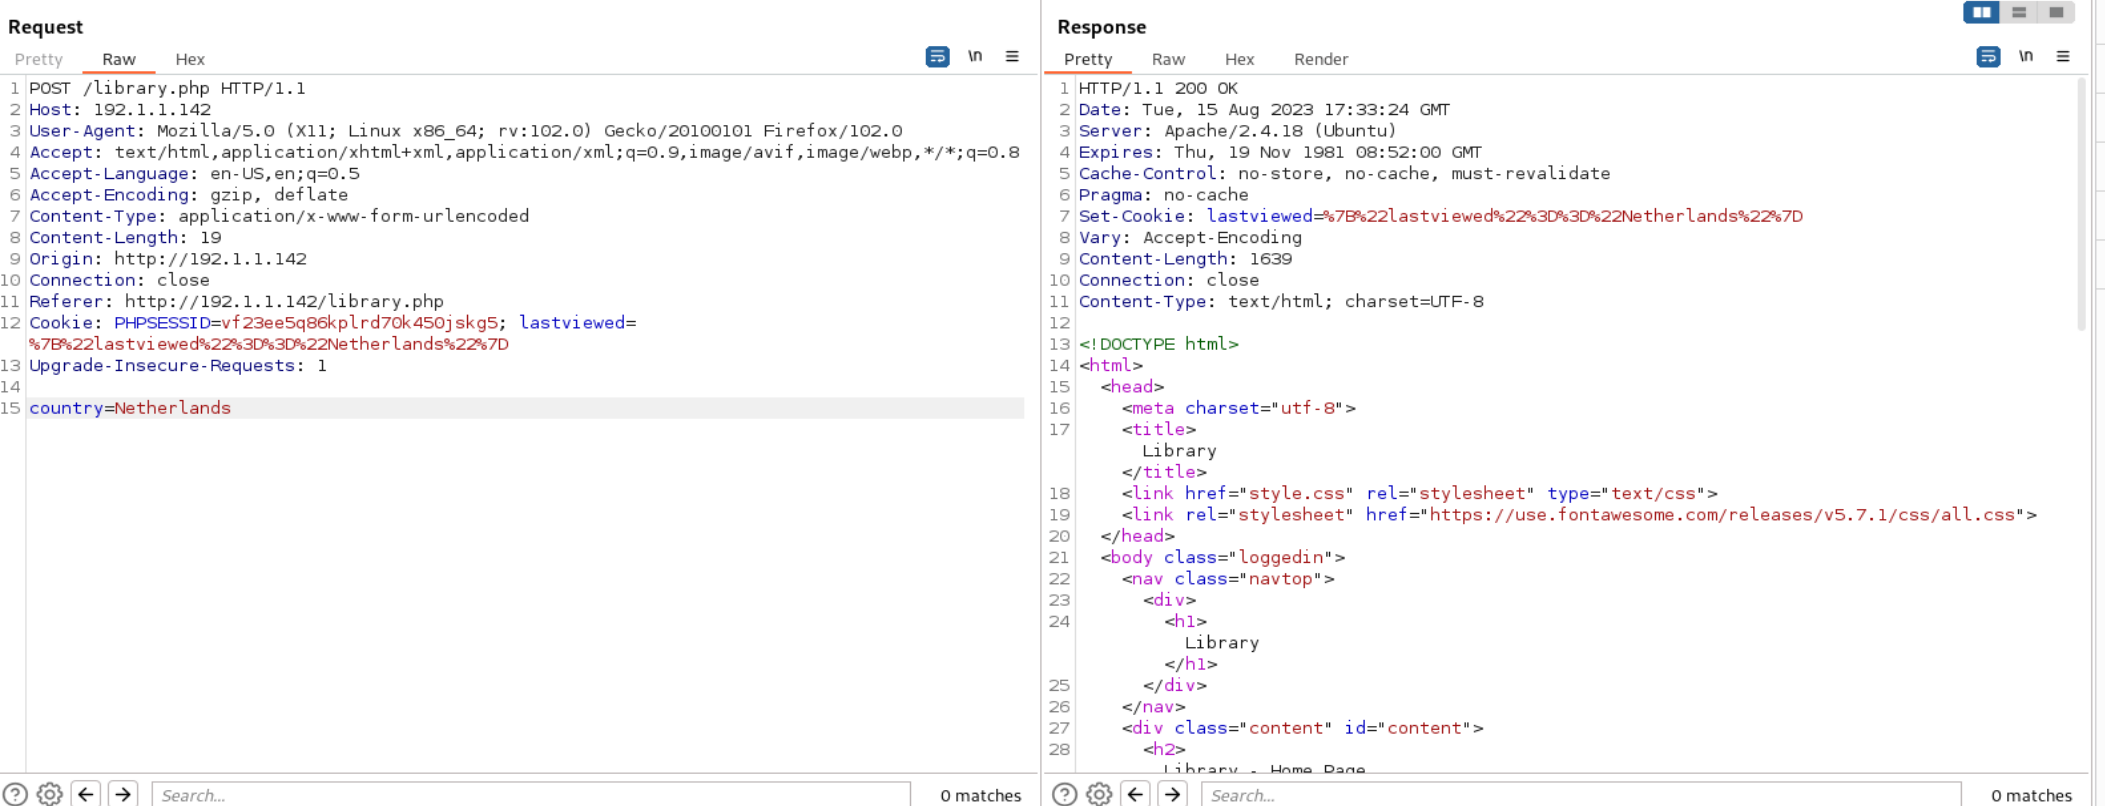 Request
Pretty Raw Hex \n
1 POST /library.php HTTP/1.1
2 Host: 192.1.1.142
3 User-Agent: Mozilla/5.0 (X11; Linux x86_64; rv:102.0) Gecko/20100101 Firefox/102.0
4 Accept: text/html,application/xhtml+xml,application/xml;q=0.9,image/avif,image/webp,*/*;q=0.8
5 Accept-Language: en-US,en;q=0.5
6 Accept-Encoding: gzip, deflate
7 Content-Type: application/x-www-form-urlencoded
8 Content-Length: 19
9 Origin: http://192.1.1.142
10 Connection: close
11 Referer: http://192.1.1.142/library.php
12 Cookie: PHPSESSID=vf23ee5q86kplrd70k450jskg5; lastviewed=
%7B%22lastviewed%22%3D%3D%22Netherlands%22%7D
13 Upgrade-Insecure-Requests: 1
14
15 country=Netherlands
Search...
0 matches
Response
Pretty Raw Hex Render \n
1 HTTP/1.1 200 OK
2 Date: Tue, 15 Aug 2023 17:33:24 GMT
3 Server: Apache/2.4.18 (Ubuntu)
4 Expires: Thu, 19 Nov 1981 08:52:00 GMT
5 Cache-Control: no-store, no-cache, must-revalidate
6 Pragma: no-cache
7 Set-Cookie: lastviewed=%7B%22lastviewed%22%3D%3D%22Netherlands%22%7D
8 Vary: Accept-Encoding
9 Content-Length: 1639
10 Connection: close
11 Content-Type: text/html; charset=UTF-8
12
13 <!DOCTYPE html>
14 <html>
15 <head>
16 <meta charset="utf-8">
17 <title>
Library
</title>
18 <link href="style.css" rel="stylesheet" type="text/css">
19 <link rel="stylesheet" href="https://use.fontawesome.com/releases/v5.7.1/css/all.css">
20 </head>
21 <body class="loggedin">
22 <nav class="navtop">
23 <div>
24 <h1>
Library
</h1>
25 </div>
26 </nav>
27 <div class="content" id="content">
28 <h2>
Library - Home Page
Search...
0 matches